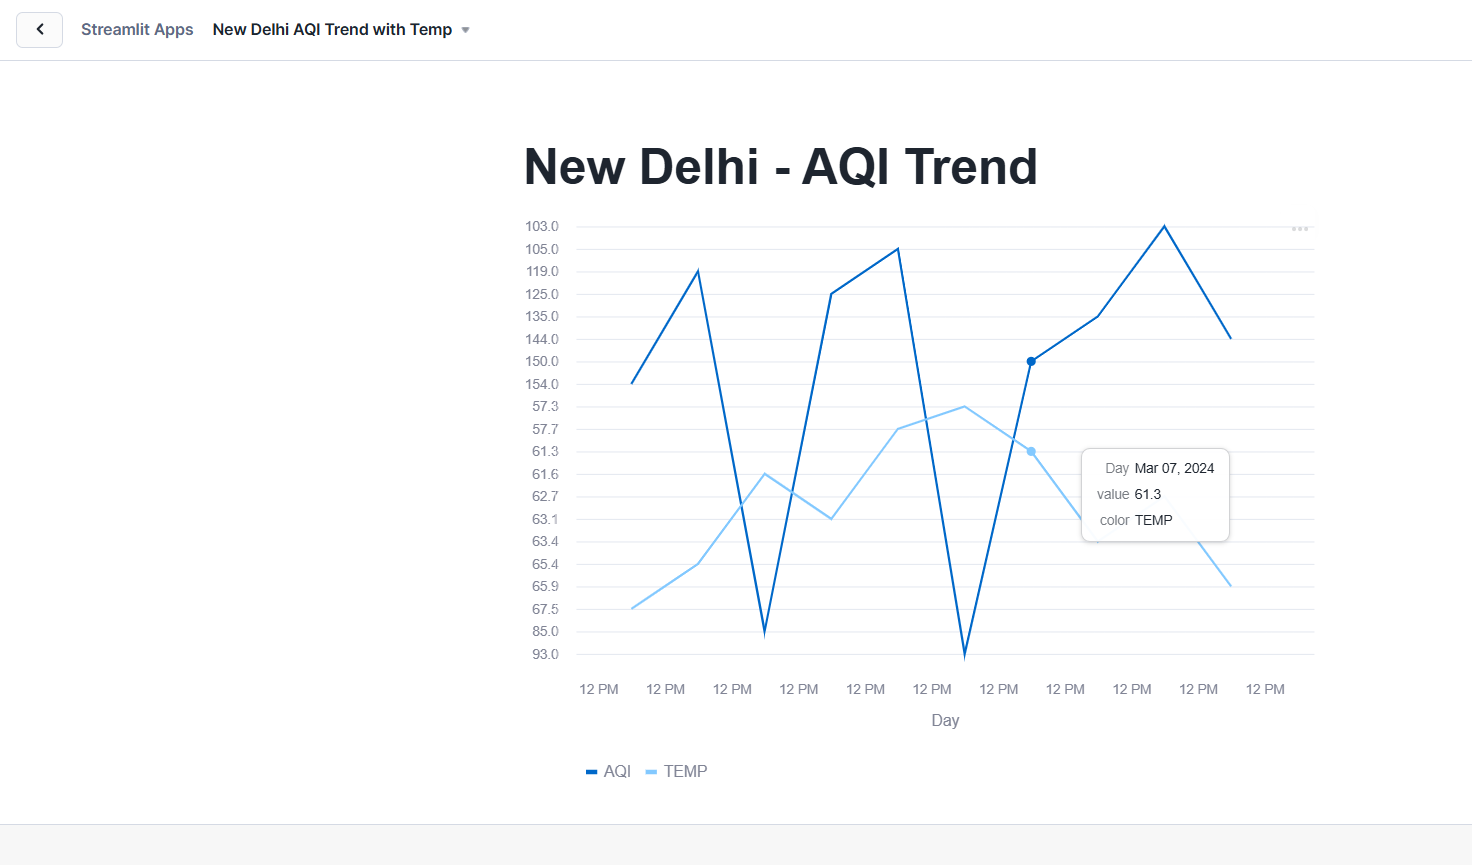 Streamlit Apps New Delhi AQI Trend with Temp
New Delhi - AQI Trend
103.0
105.0
119.0
125.0
135.0
144.0
150.0
154.0
57.3
57.7
61.3
61.6
62.7
63.1
63.4
65.4
65.9
67.5
85.0
93.0
Day Mar 07, 2024
value 61.3
color TEMP
12 PM 12 PM 12 PM 12 PM 12 PM 12 PM 12 PM 12 PM 12 PM 12 PM 12 PM
Day
AQI TEMP